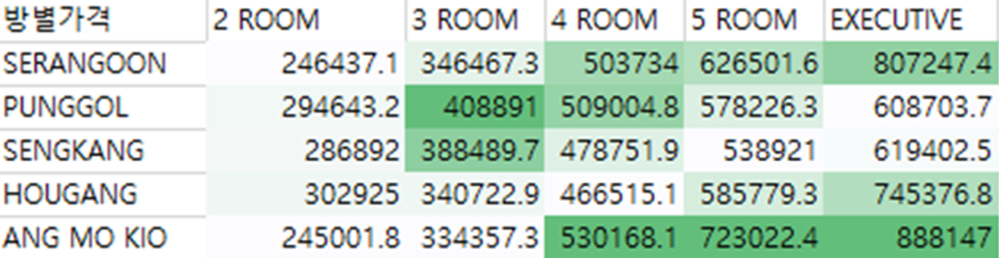 방별가격 2 ROOM 3 ROOM 4 ROOM 5 ROOM EXECUTIVE
SERANGOON 246437.1 346467.3 503734 626501.6 807247.4
PUNGGOL 294643.2 408891 509004.8 578226.3 608703.7
SENGKANG 286892 388489.7 478751.9 538921 619402.5
HOUGANG 302925 340722.9 466515.1 585779.3 745376.8
ANG MO KIO 245001.8 334357.3 530168.1 723022.4 888147